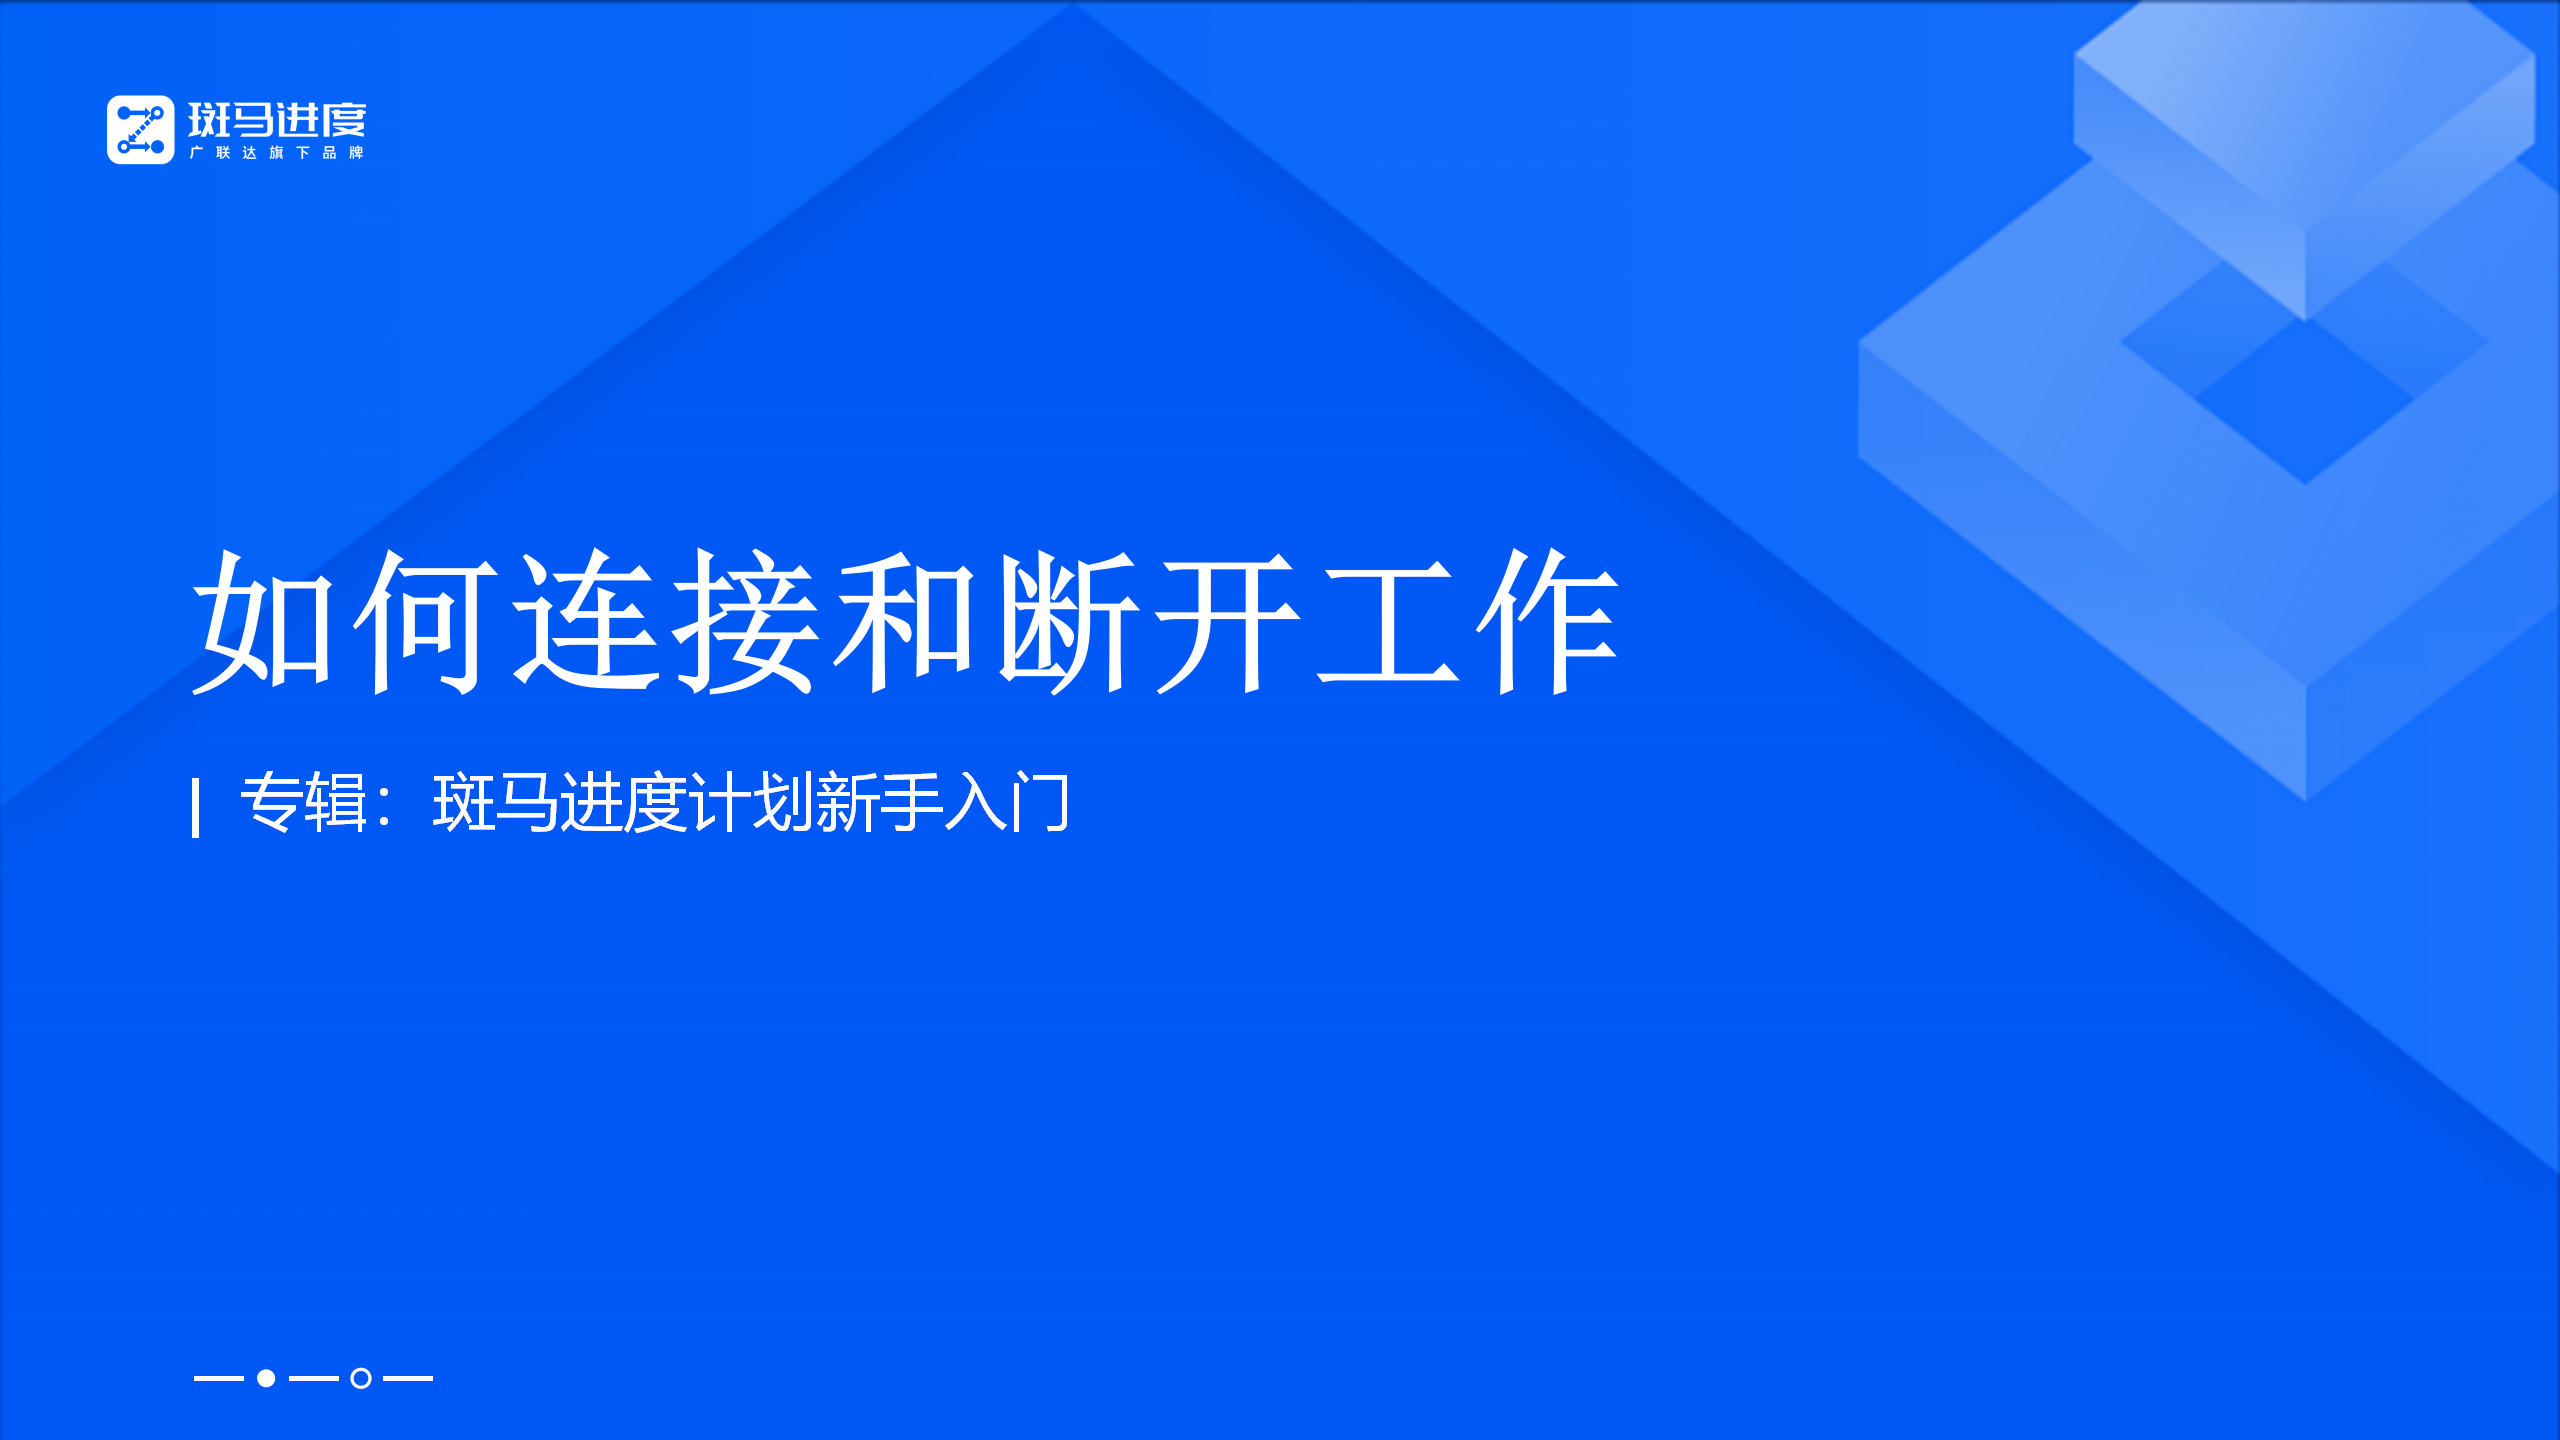 斑马进度
广联达旗下品牌
如何连接和断开工作
专辑：斑马进度计划新手入门